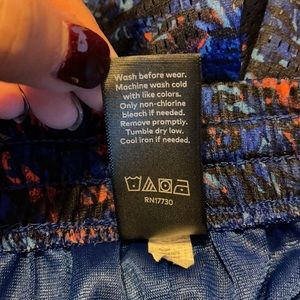 Wash before wear.
Machine wash cold
with like colors.
Only non-chlorine
bleach if needed.
Remove promptly.
Tumble dry low.
Cool iron if needed.
RN17730